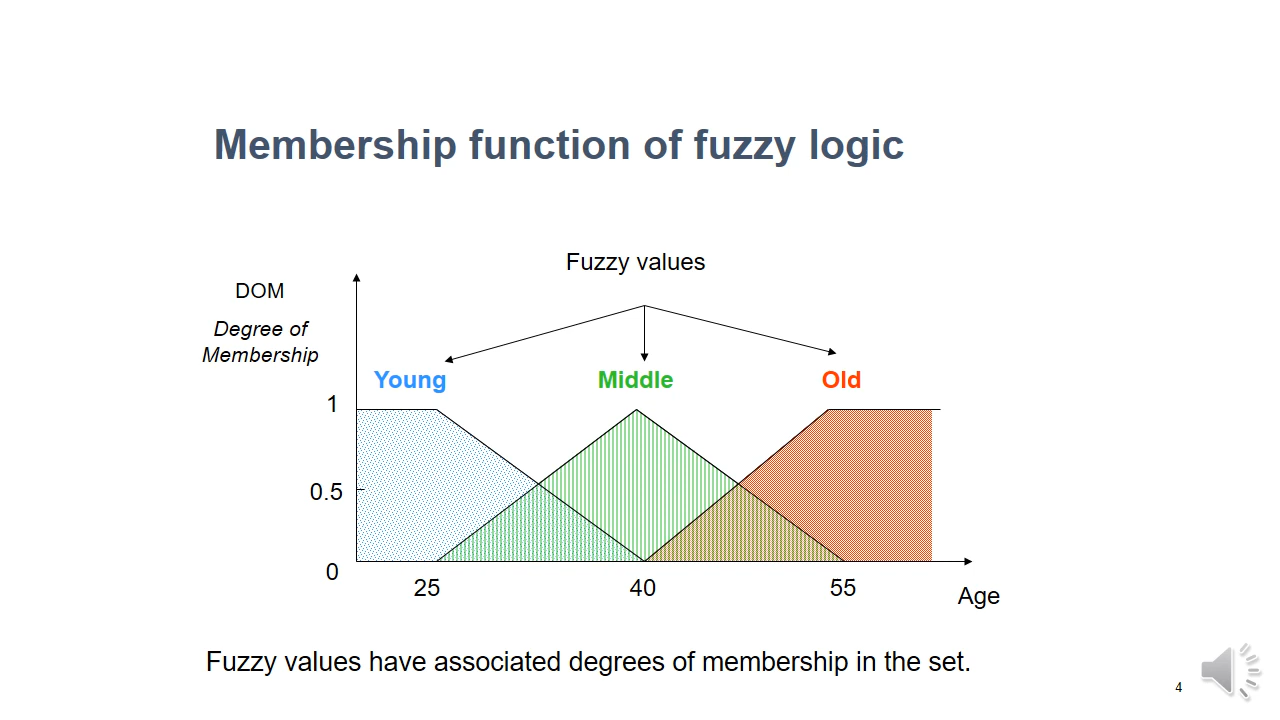 Membership function of fuzzy logic
Fuzzy values
DOM
Degree of
Membership
Young
Middle
Old
1
0.5
0
25
40
55
Age
Fuzzy values have associated degrees of membership in the set.
4